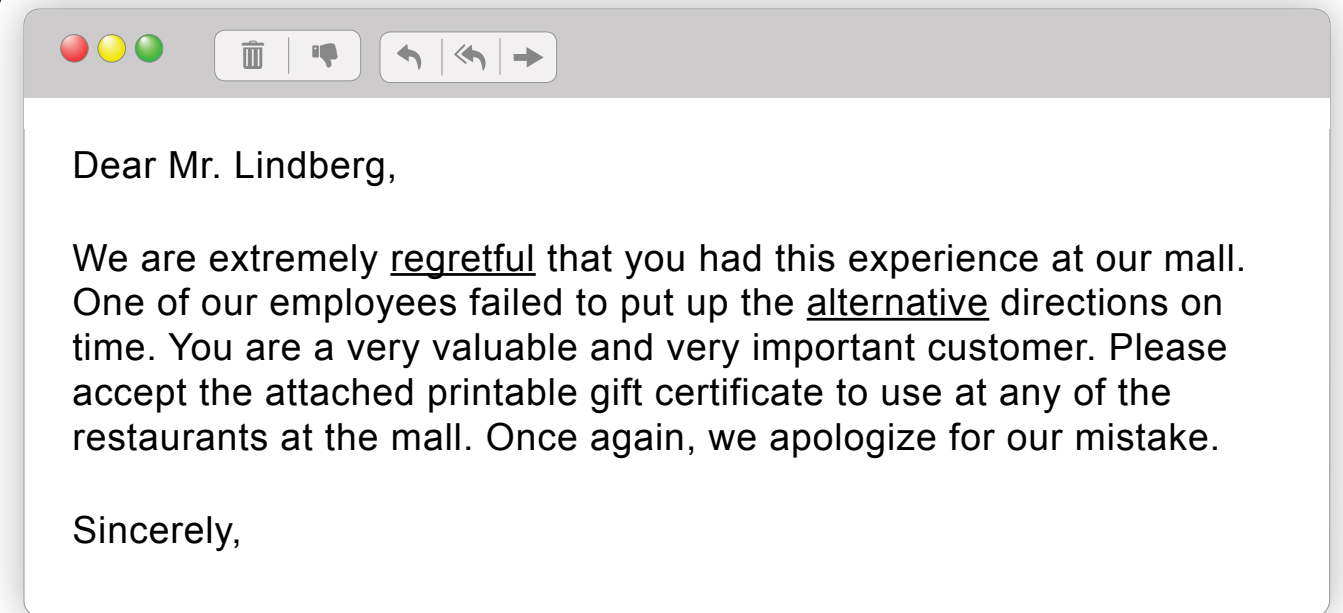 Dear Mr. Lindberg,
We are extremely regretful that you had this experience at our mall.
One of our employees failed to put up the alternative directions on
time. You are a very valuable and very important customer. Please
accept the attached printable gift certificate to use at any of the
restaurants at the mall. Once again, we apologize for our mistake.
Sincerely,